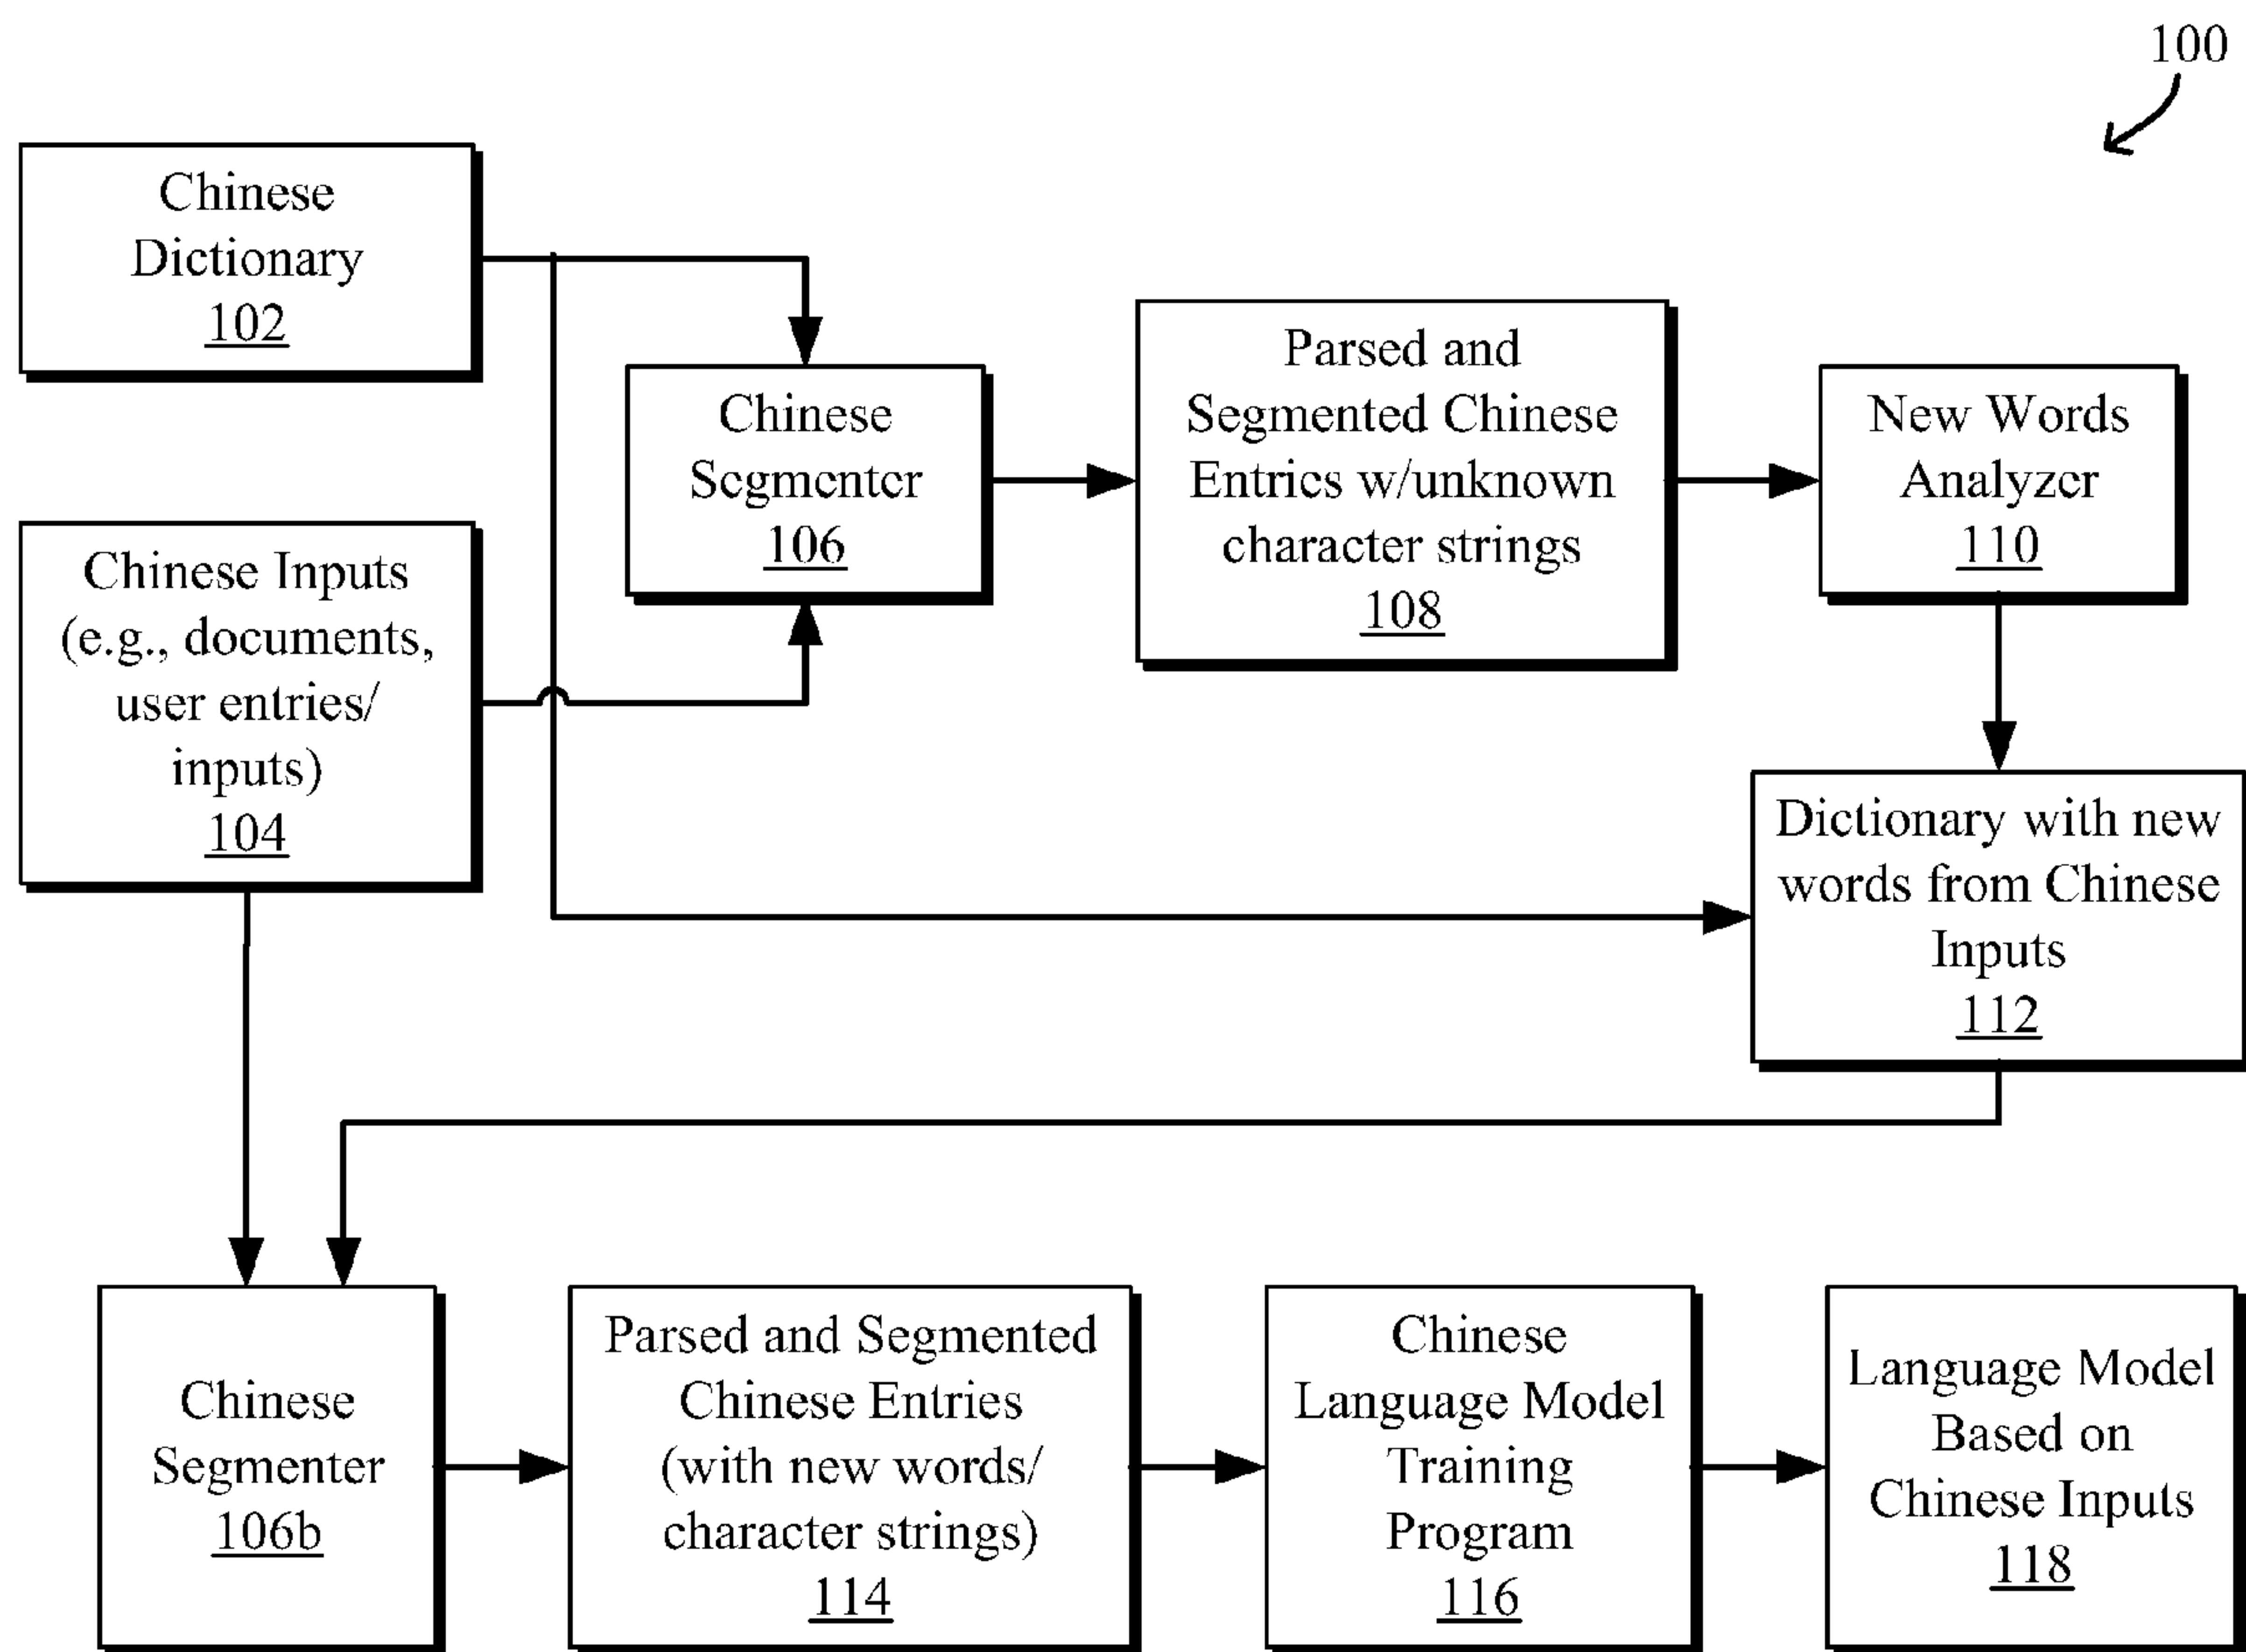 100
Chinese
Dictionary
102
Chinese Inputs
(e.g., documents,
user entries/
inputs)
104
Chinese
Segmenter
106
Parsed and
Segmented Chinese
Entries w/unknown
character strings
108
New Words
Analyzer
110
Dictionary with new
words from Chinese
Inputs
112
Chinese
Segmenter
106b
Parsed and Segmented
Chinese Entries
(with new words/
character strings)
114
Chinese
Language Model
Training
Program
116
Language Model
Based on
Chinese Inputs
118